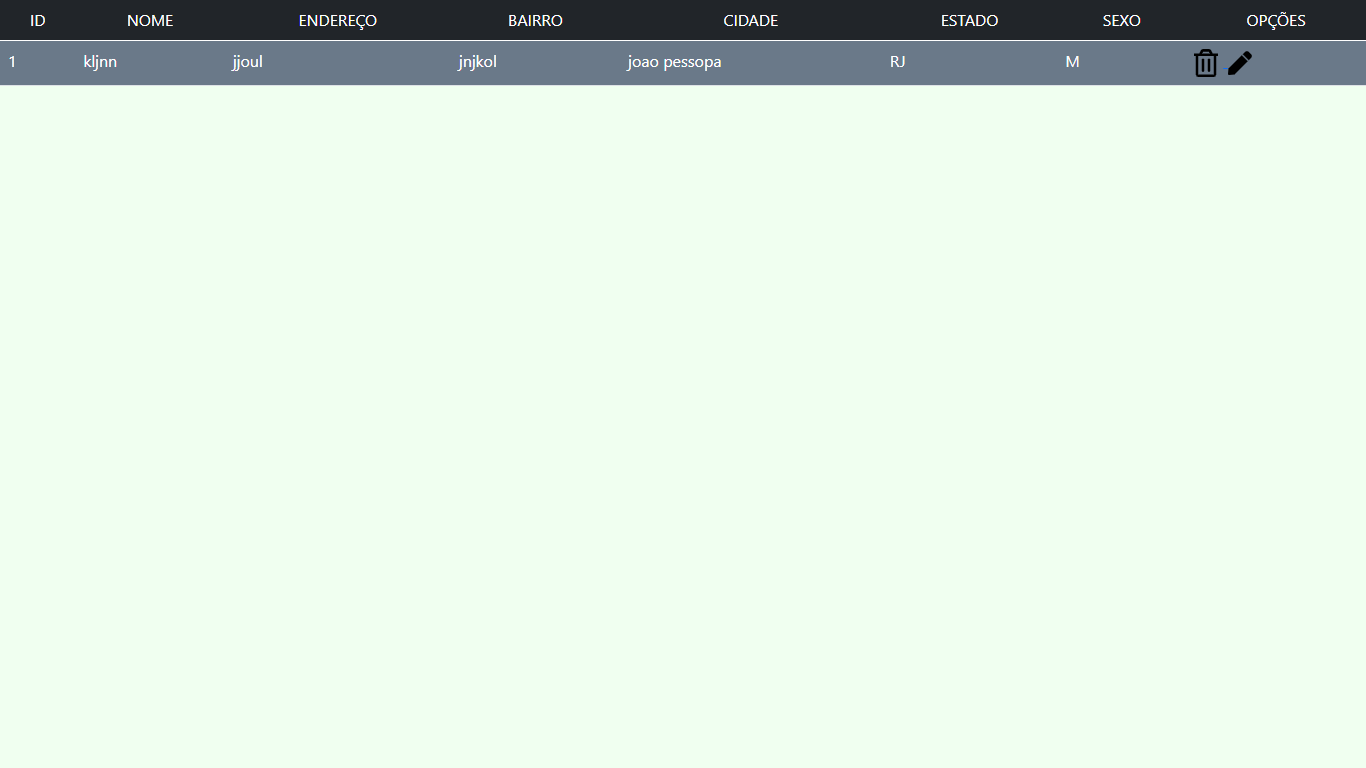 ID NOME ENDEREÇO BAIRRO CIDADE ESTADO SEXO OPÇÕES
1 kljnn jjoul jnjkol joao pessopa RJ M